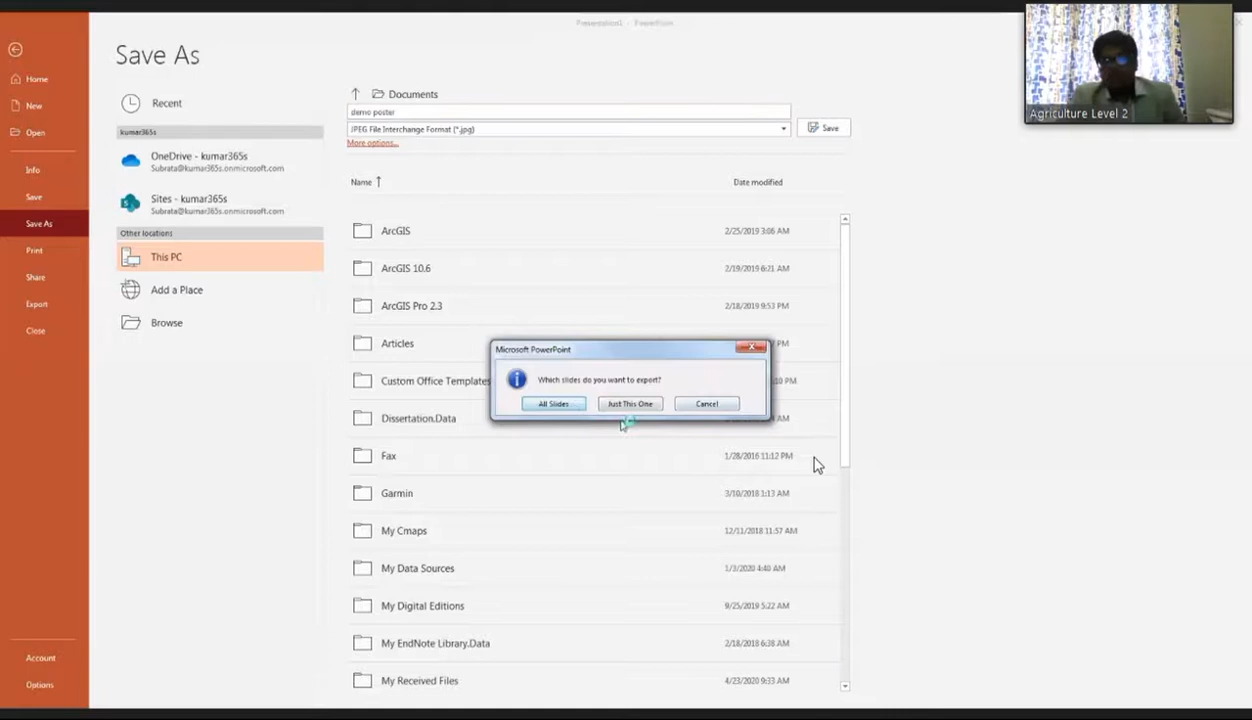 Presentation1 - PowerPoint
Save As
Home
New
Open
Info
Save
Save As
Print
Share
Export
Close
Account
Options
Recent
kumar365s
OneDrive - kumar365s
Subrata@kumar365s.onmicrosoft.com
Sites - kumar365s
Subrata@kumar365s.onmicrosoft.com
Other locations
This PC
Add a Place
Browse
Documents
demo poster
JPEG File Interchange Format (*.jpg)
Save
More options...
Name Date modified
ArcGIS 2/25/2019 3:06 AM
ArcGIS 10.6 2/19/2019 6:21 AM
ArcGIS Pro 2.3 2/18/2019 9:53 PM
Articles
Custom Office Templates
Dissertation.Data
Fax 1/28/2016 11:12 PM
Garmin 3/10/2018 1:13 AM
My Cmaps 12/11/2018 11:57 AM
My Data Sources 1/3/2020 4:40 AM
My Digital Editions 9/25/2019 5:22 AM
My EndNote Library.Data 2/18/2018 6:38 AM
My Received Files 4/23/2020 9:33 AM
Microsoft PowerPoint
Which slides do you want to export?
All Slides Just This One Cancel
Agriculture Level 2